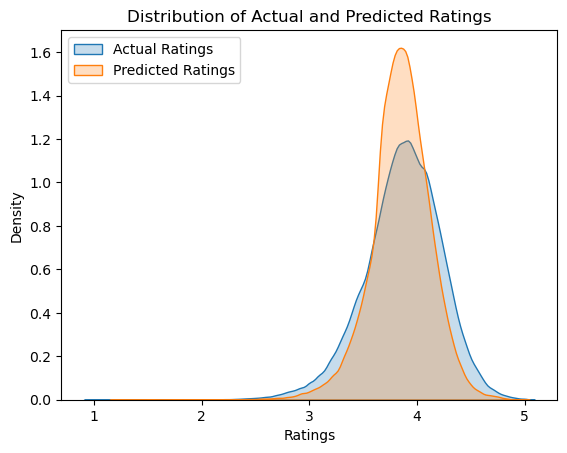 Distribution of Actual and Predicted Ratings
Actual Ratings
Predicted Ratings
Density
1.6
1.4
1.2
1.0
0.8
0.6
0.4
0.2
0.0
1 2 3 4 5
Ratings